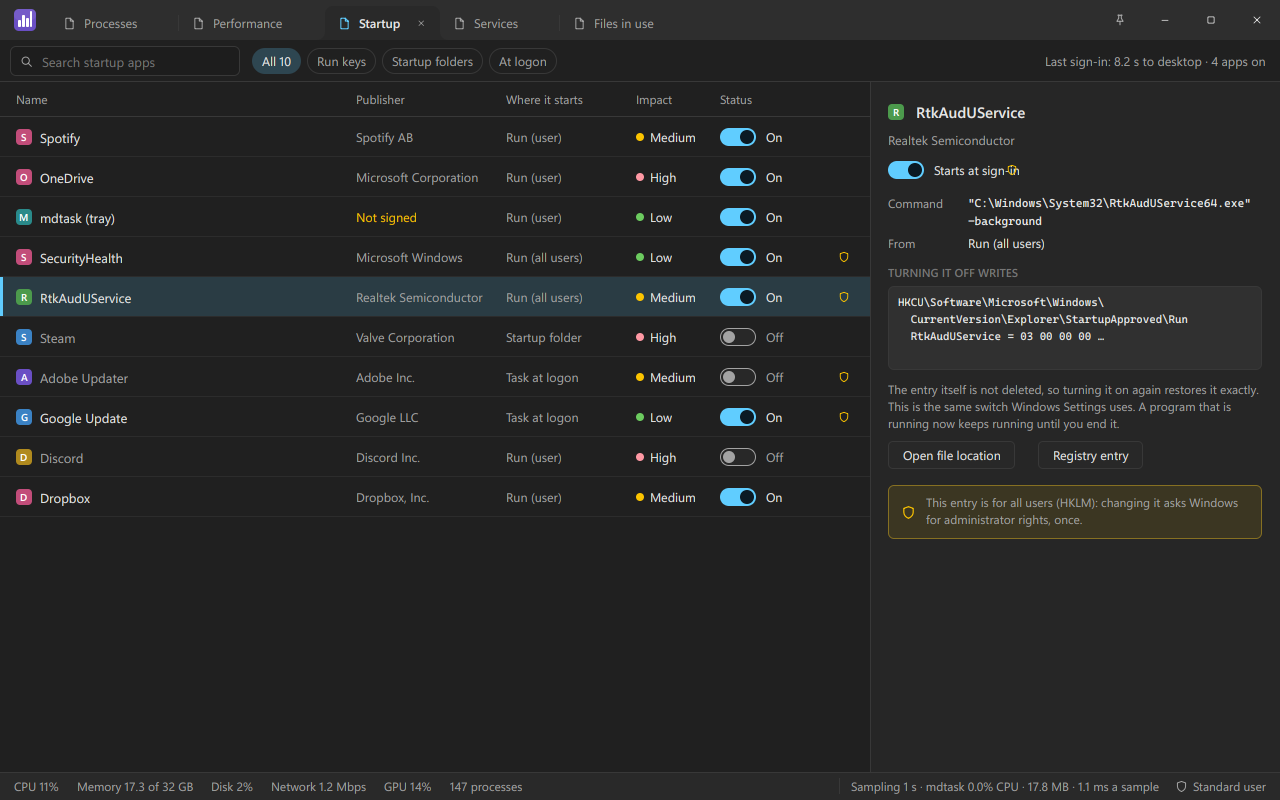 Processes
Performance
Startup
Services
Files in use
Search startup apps
All 10
Run keys
Startup folders
At logon
Last sign-in: 8.2 s to desktop · 4 apps on
Name Publisher Where it starts Impact Status
S Spotify Spotify AB Run (user) Medium On
O OneDrive Microsoft Corporation Run (user) High On
M mdtask (tray) Not signed Run (user) Low On
S SecurityHealth Microsoft Windows Run (all users) Low On
R RtkAudUService Realtek Semiconductor Run (all users) Medium On
S Steam Valve Corporation Startup folder High Off
A Adobe Updater Adobe Inc. Task at logon Medium Off
G Google Update Google LLC Task at logon Low On
D Discord Discord Inc. Run (user) High Off
D Dropbox Dropbox, Inc. Run (user) Medium On
R RtkAudUService
Realtek Semiconductor
Starts at sign-in
Command "C:\Windows\System32\RtkAudUService64.exe"
-background
From Run (all users)
TURNING IT OFF WRITES
HKCU\Software\Microsoft\Windows\
CurrentVersion\Explorer\StartupApproved\Run
RtkAudUService = 03 00 00 00 …
The entry itself is not deleted, so turning it on again restores it exactly.
This is the same switch Windows Settings uses. A program that is
running now keeps running until you end it.
Open file location
Registry entry
This entry is for all users (HKLM): changing it asks Windows
for administrator rights, once.
CPU 11% Memory 17.3 of 32 GB Disk 2% Network 1.2 Mbps GPU 14% 147 processes
Sampling 1 s · mdtask 0.0% CPU · 17.8 MB · 1.1 ms a sample
Standard user